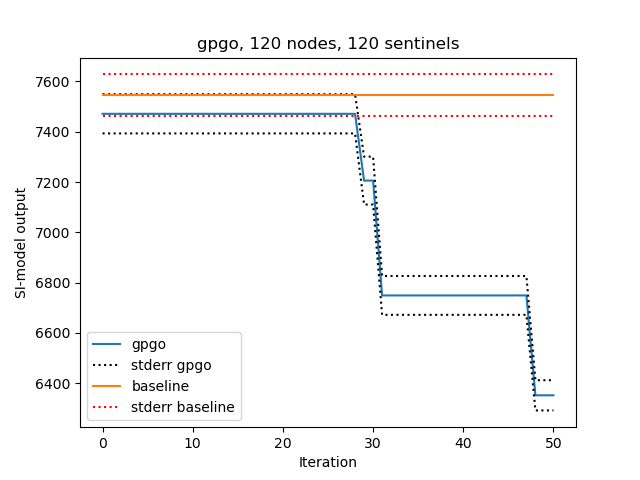 gpgo, 120 nodes, 120 sentinels
SI-model output
7600
7400
7200
7000
6800
6600
6400
gpgo
stderr gpgo
baseline
stderr baseline
0 10 20 30 40 50
Iteration